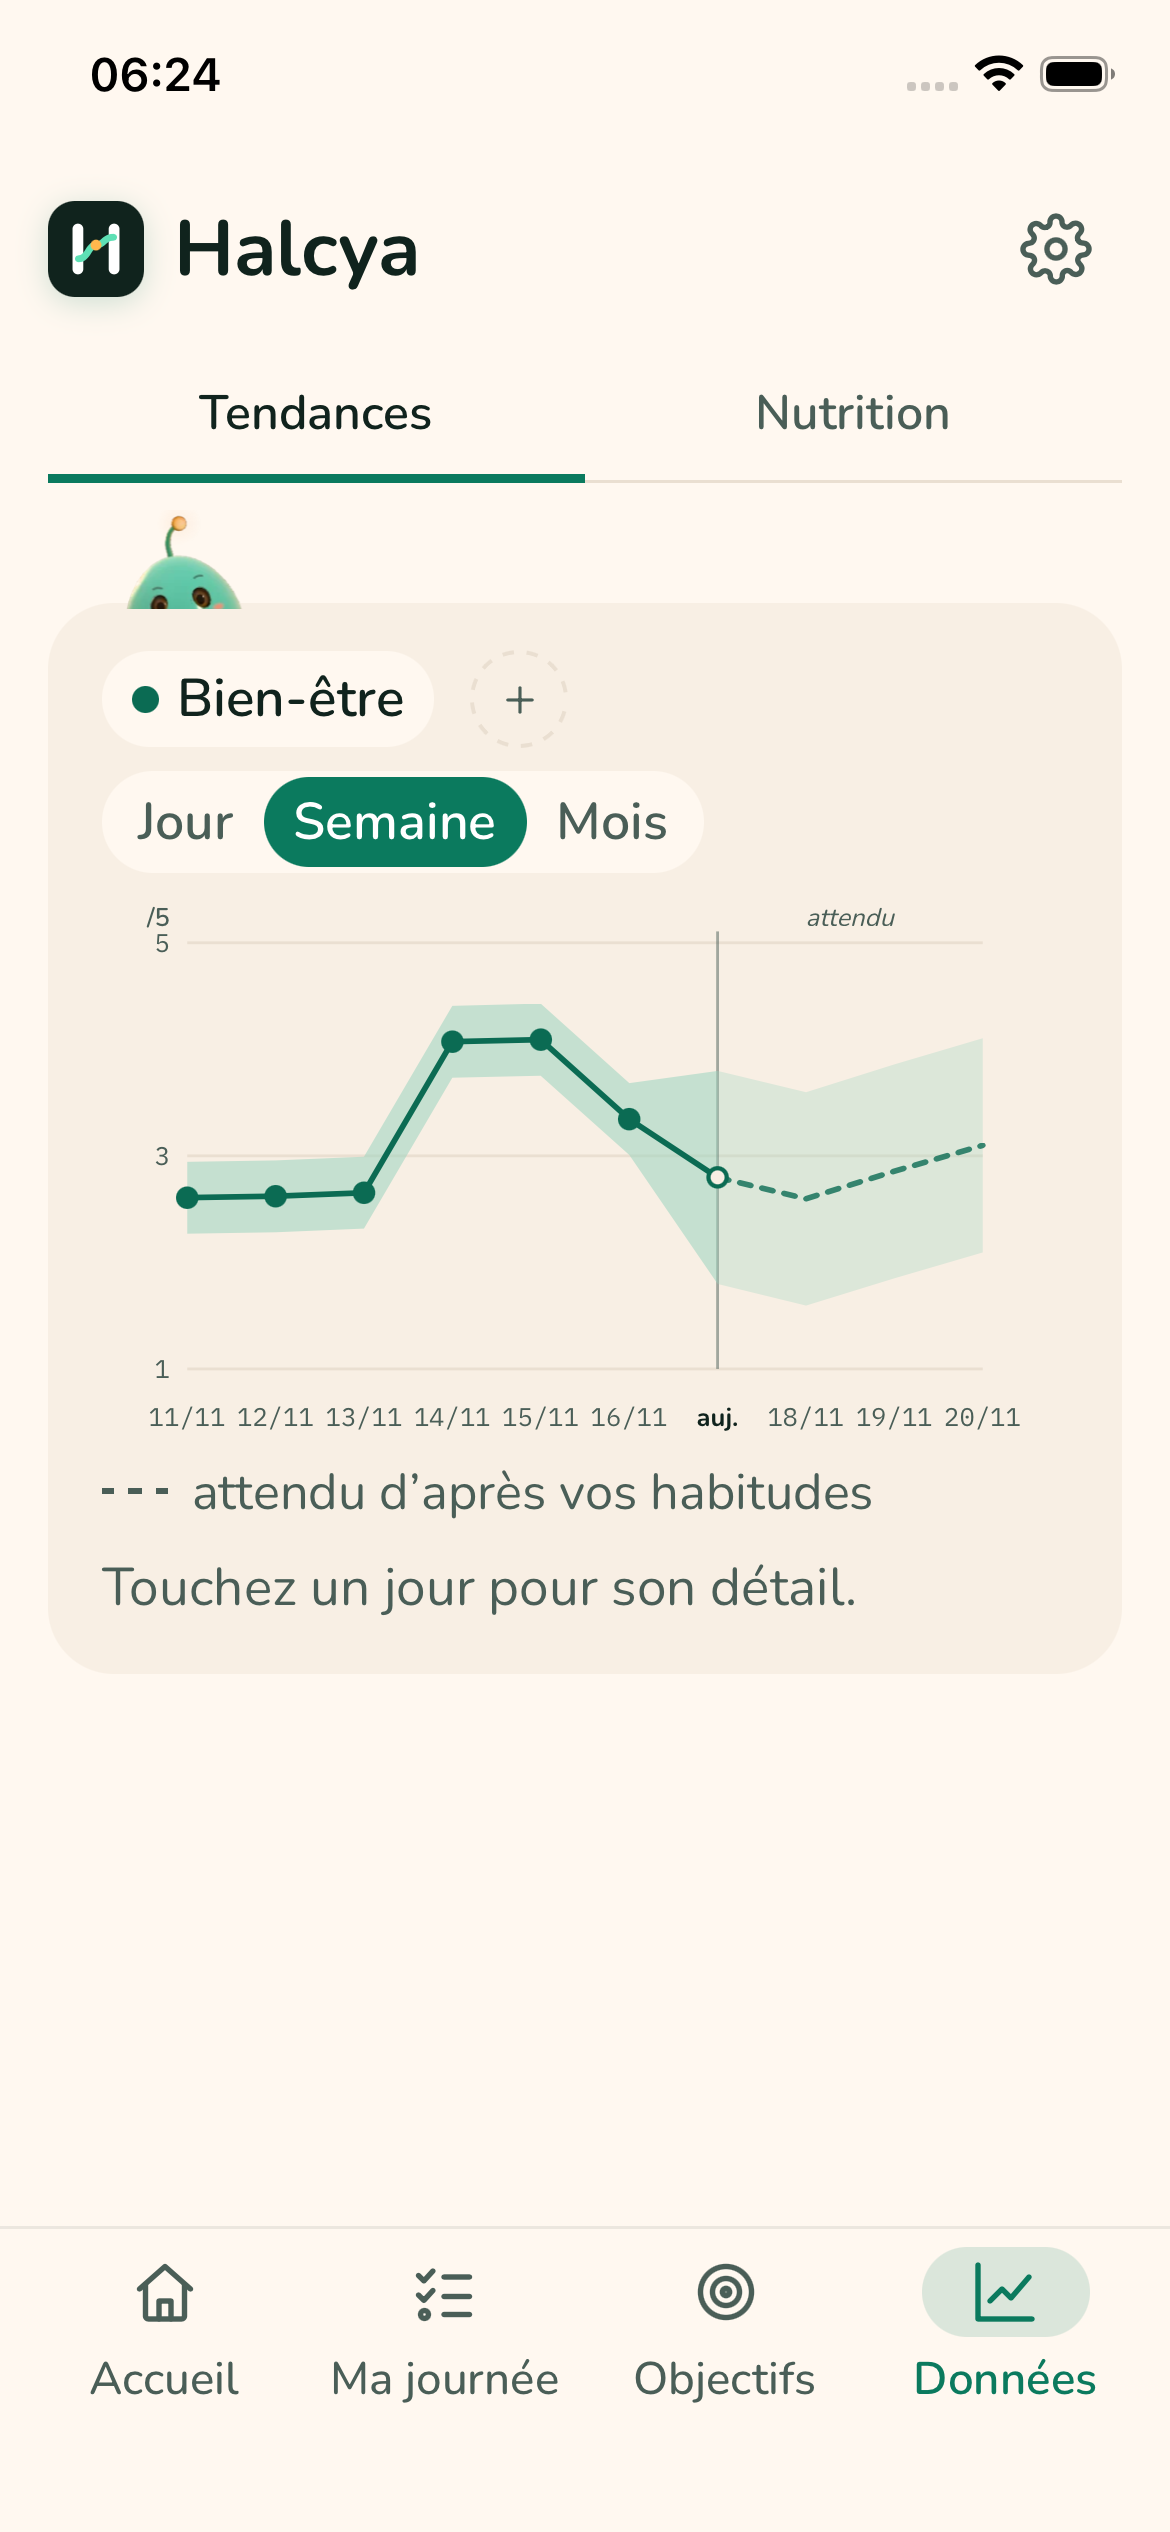 06:24
Halcya
Tendances Nutrition
Bien-être +
Jour Semaine Mois
/5 attendu
5
3
1
11/11 12/11 13/11 14/11 15/11 16/11 auj. 18/11 19/11 20/11
attendu d’après vos habitudes
Touchez un jour pour son détail.
Accueil Ma journée Objectifs Données